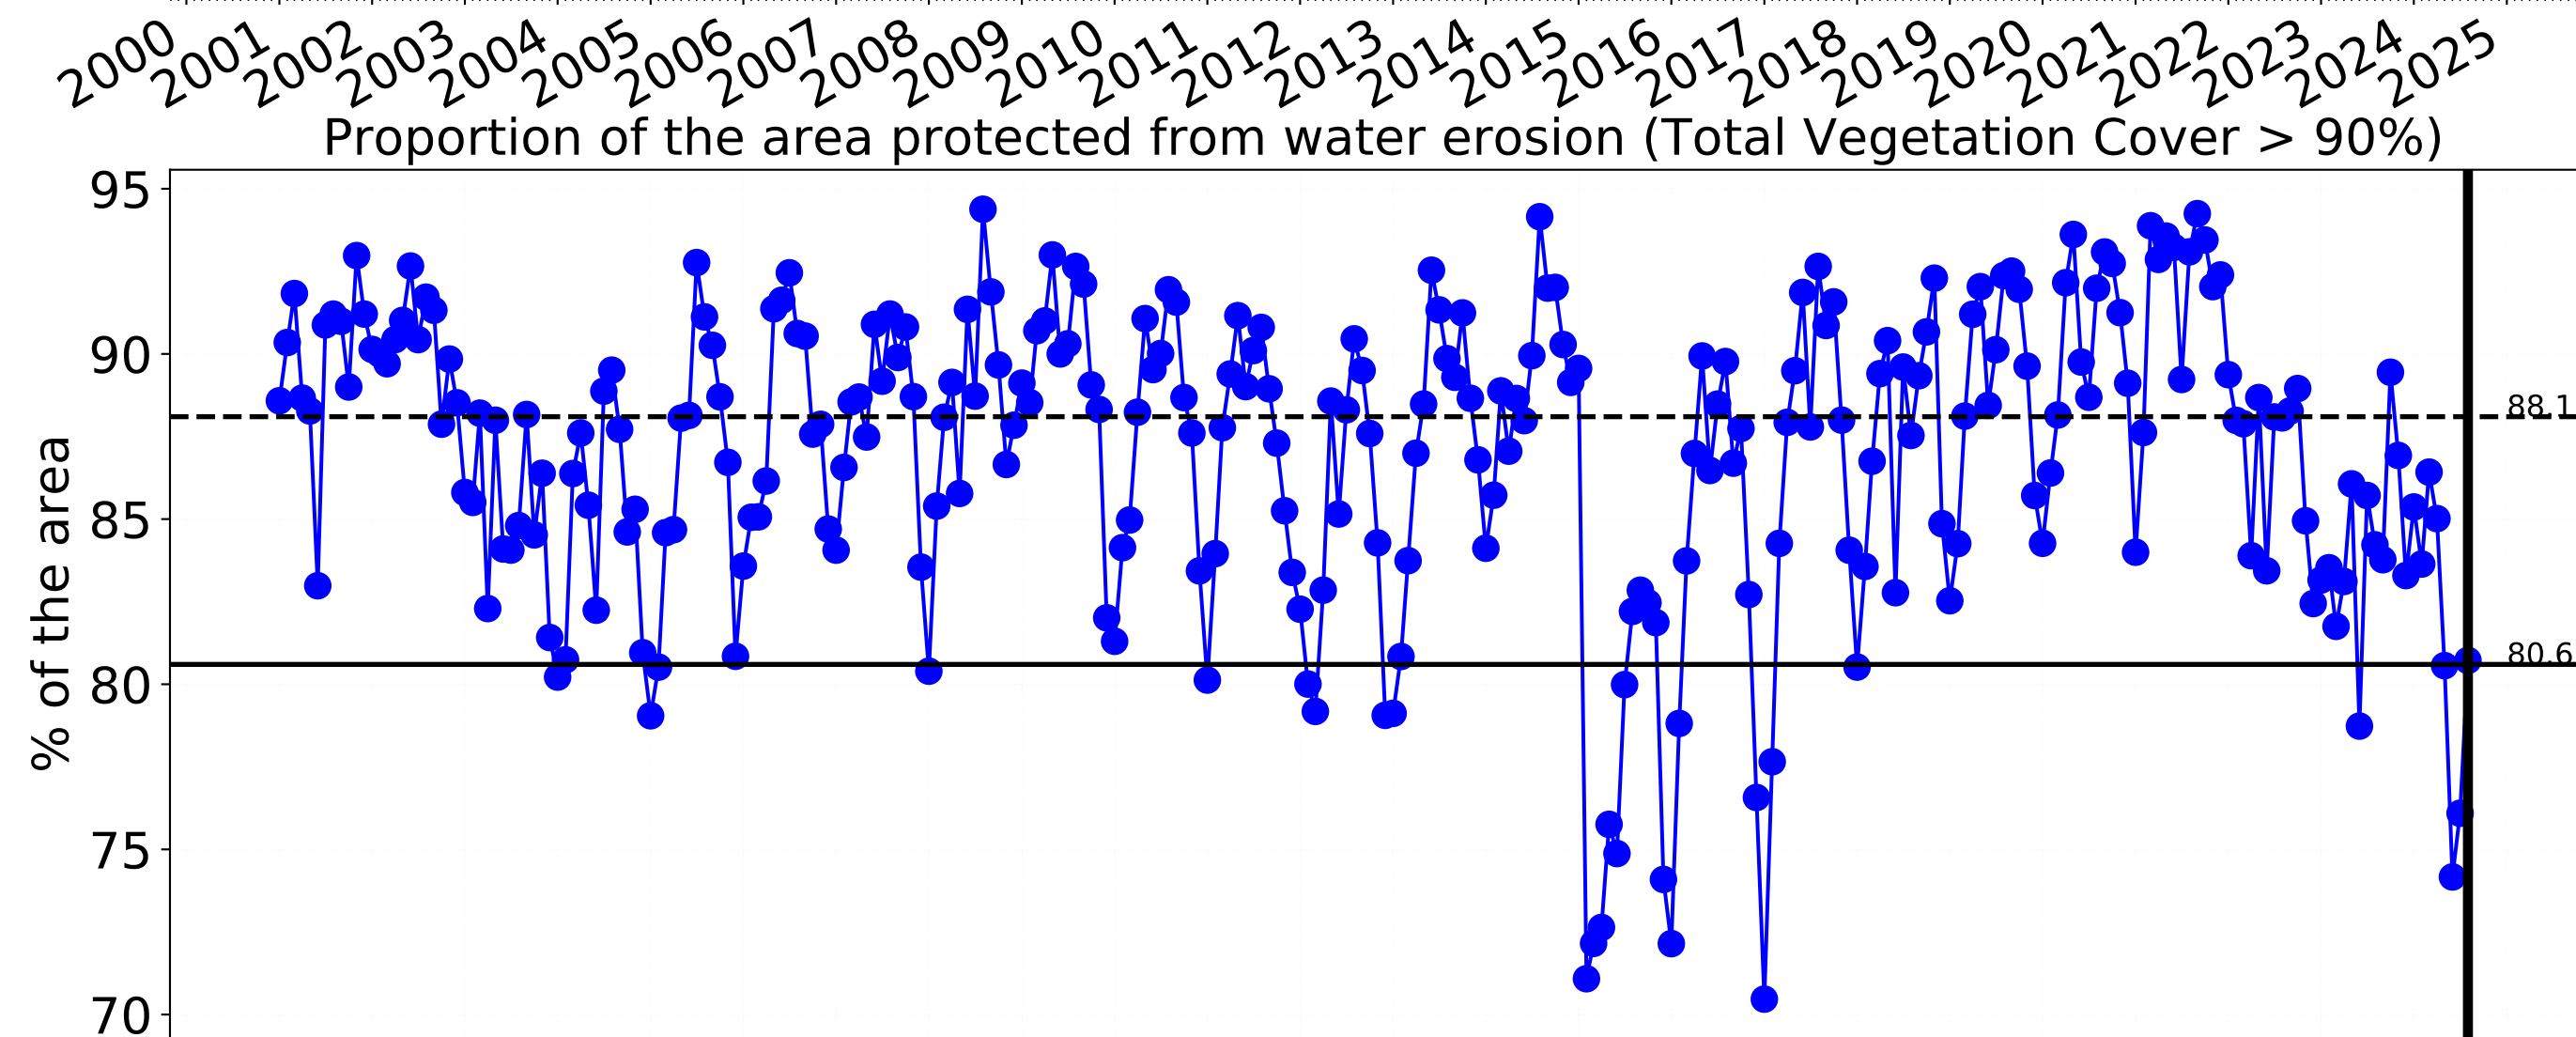 2000 2001 2002 2003 2004 2005 2006 2007 2008 2009 2010 2011 2012 2013 2014 2015 2016 2017 2018 2019 2020 2021 2022 2023 2024 2025
Proportion of the area protected from water erosion (Total Vegetation Cover > 90%)
95
90
88.1
85
80.6
80
75
70
% of the area